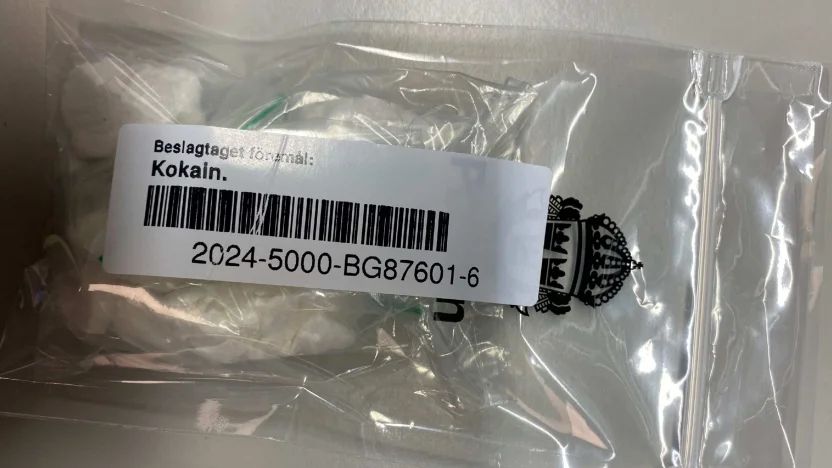 Beslagtaget föremål:
Kokain.
2024-5000-BG87601-6